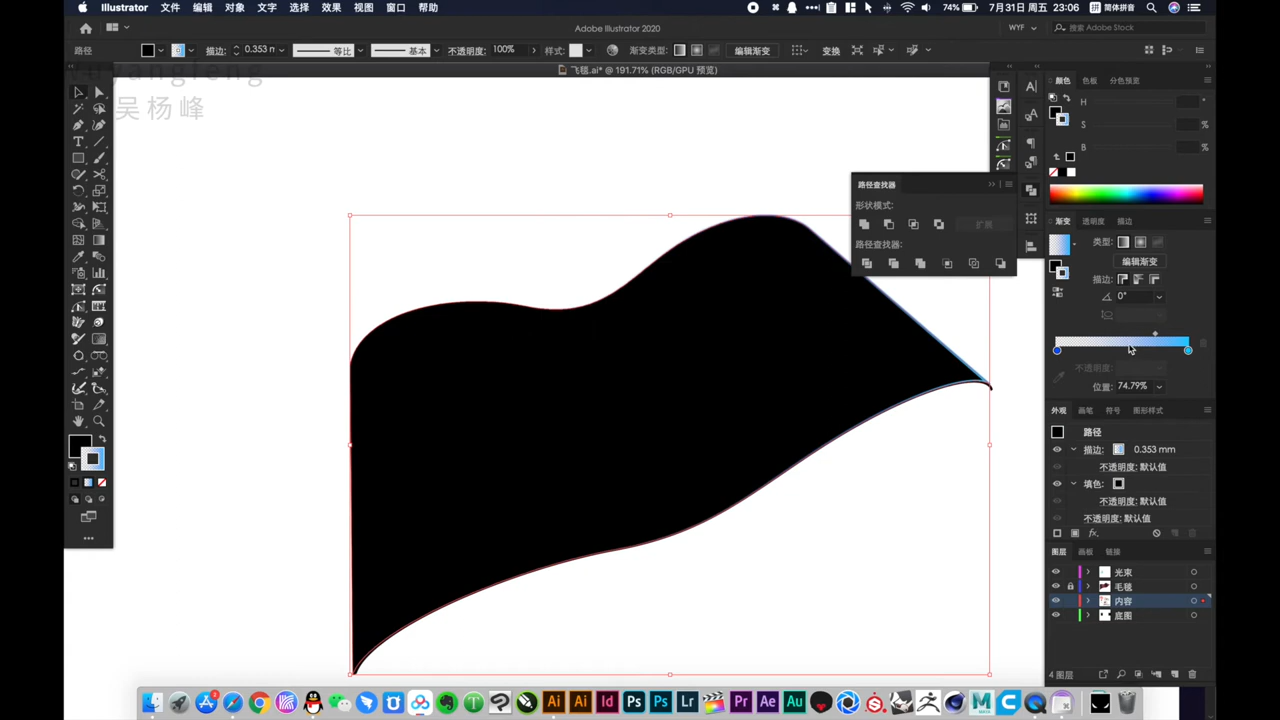 Illustrator 文件 编辑 对象 文字 选择 效果 视图 窗口 帮助 74% 7月31日 周五 23:06 拼 简体拼音
Adobe Illustrator 2020 WYF 搜索 Adobe Stock
路径 描边: 0.353 m 等比 基本 不透明度: 100% 样式: 渐变类型: 编辑渐变 变换
飞毯.ai* @ 191.71% (RGB/GPU 预览)
吴杨峰
颜色 色板 分色预览
H °
S %
B %
路径查找器
形状模式:
扩展
路径查找器:
渐变 透明度 描边
类型:
编辑渐变
描边:
0°
不透明度:
位置: 74.79%
外观 画笔 符号 图形样式
路径
描边: 0.353 mm
不透明度: 默认值
填色:
不透明度: 默认值
不透明度: 默认值
fx
图层 画板 链接
光束
毛毯
内容
底图
4 图层
Ai Ai Id Ps Ps Lr Pr Ae Au